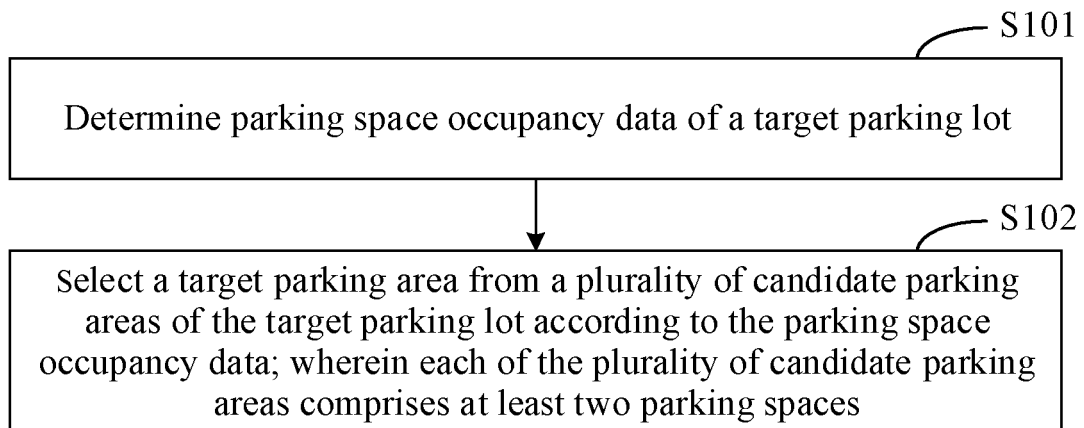 S101
Determine parking space occupancy data of a target parking lot
S102
Select a target parking area from a plurality of candidate parking
areas of the target parking lot according to the parking space
occupancy data; wherein each of the plurality of candidate parking
areas comprises at least two parking spaces